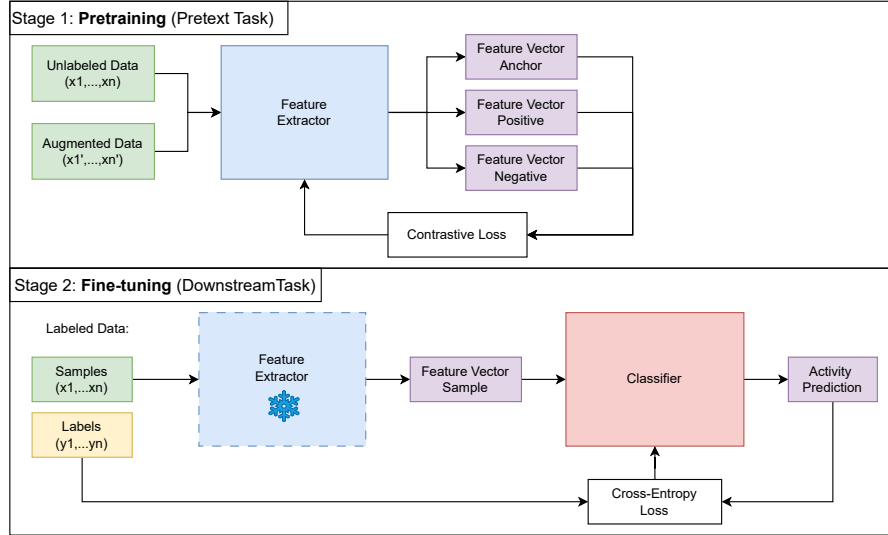 Stage 1: Pretraining (Pretext Task)
Unlabeled Data
(x1,...,xn)
Augmented Data
(x1',...,xn')
Feature
Extractor
Feature Vector
Anchor
Feature Vector
Positive
Feature Vector
Negative
Contrastive Loss
Stage 2: Fine-tuning (DownstreamTask)
Labeled Data:
Samples
(x1,...xn)
Labels
(y1,...yn)
Feature
Extractor
Feature Vector
Sample
Classifier
Activity
Prediction
Cross-Entropy
Loss